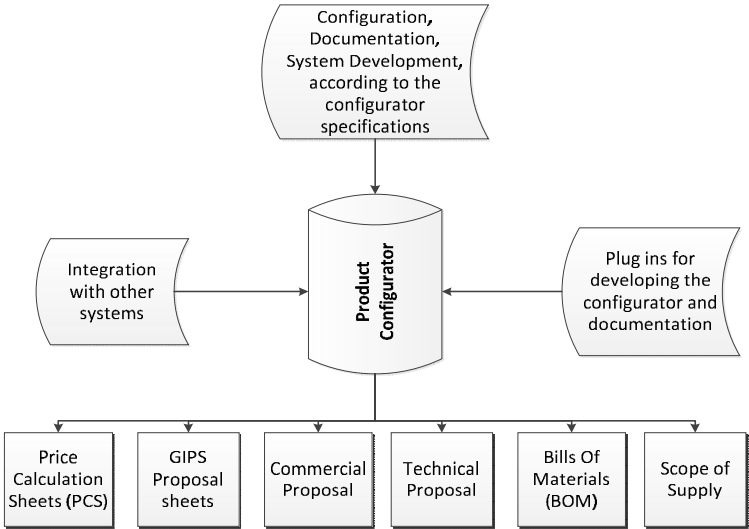 Configuration,
Documentation,
System Development,
according to the
configurator
specifications
Integration
with other
systems
Product
Configurator
Plug ins for
developing the
configurator and
documentation
Price
Calculation
Sheets (PCS)
GIPS
Proposal
sheets
Commercial
Proposal
Technical
Proposal
Bills Of
Materials
(BOM)
Scope of
Supply